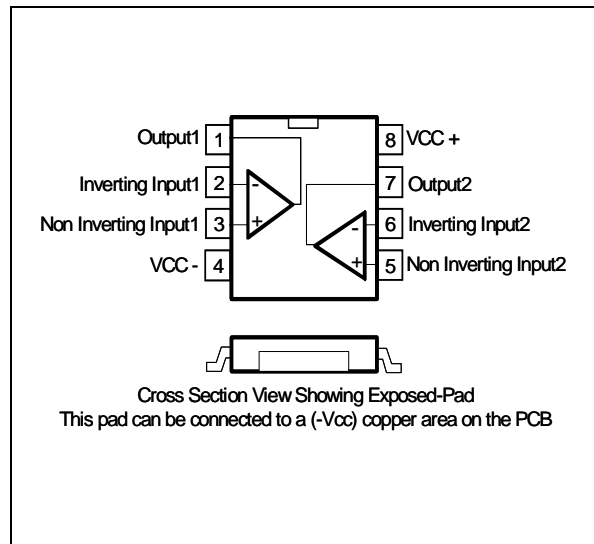 Output1 1 8 VCC +
Inverting Input1 2 - 7 Output2
Non Inverting Input1 3 + - 6 Inverting Input2
VCC - 4 + 5 Non Inverting Input2
Cross Section View Showing Exposed-Pad
This pad can be connected to a (-Vcc) copper area on the PCB